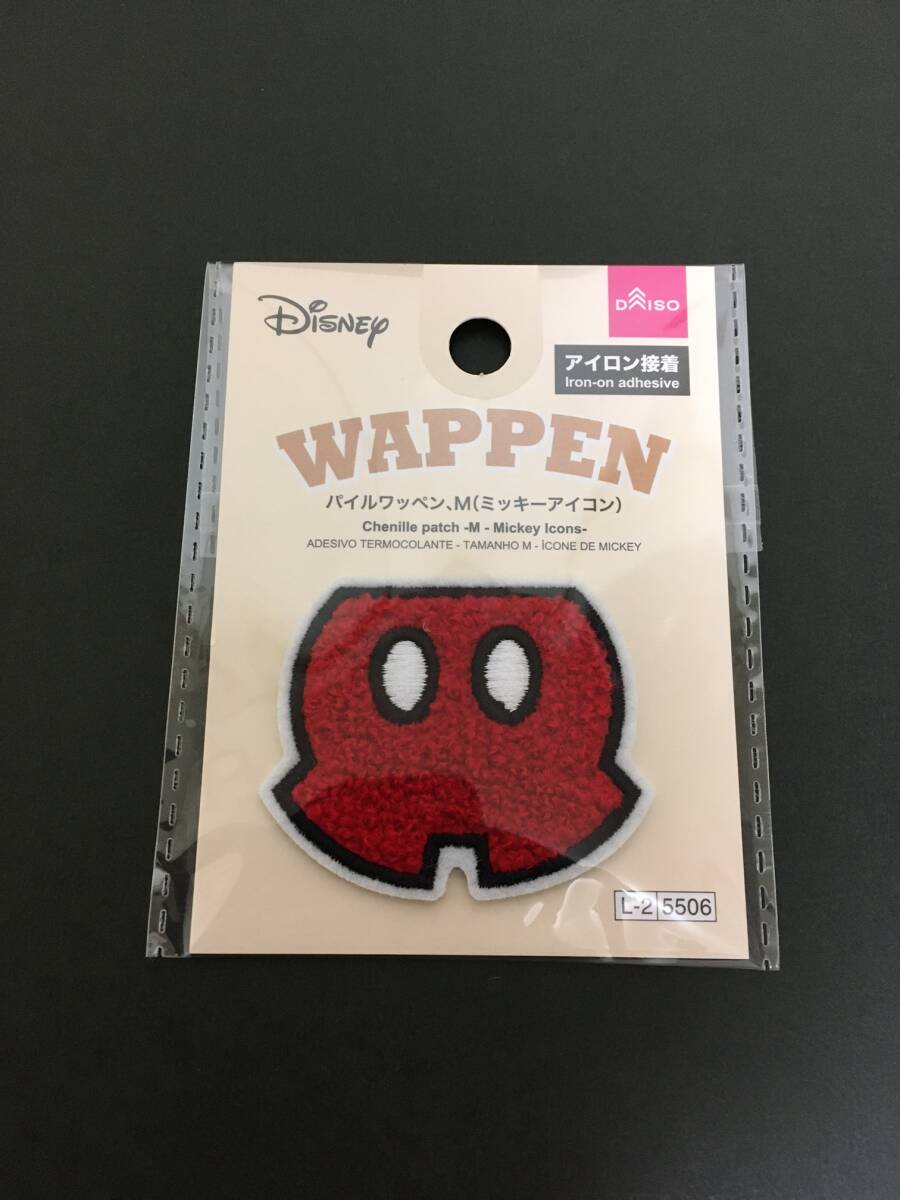 Disney
DAISO
アイロン接着
Iron-on adhesive
WAPPEN
パイルワッペン、M(ミッキーアイコン)
Chenille patch -M - Mickey Icons-
ADESIVO TERMOCOLANTE - TAMANHO M - ÍCONE DE MICKEY
L-2 5506